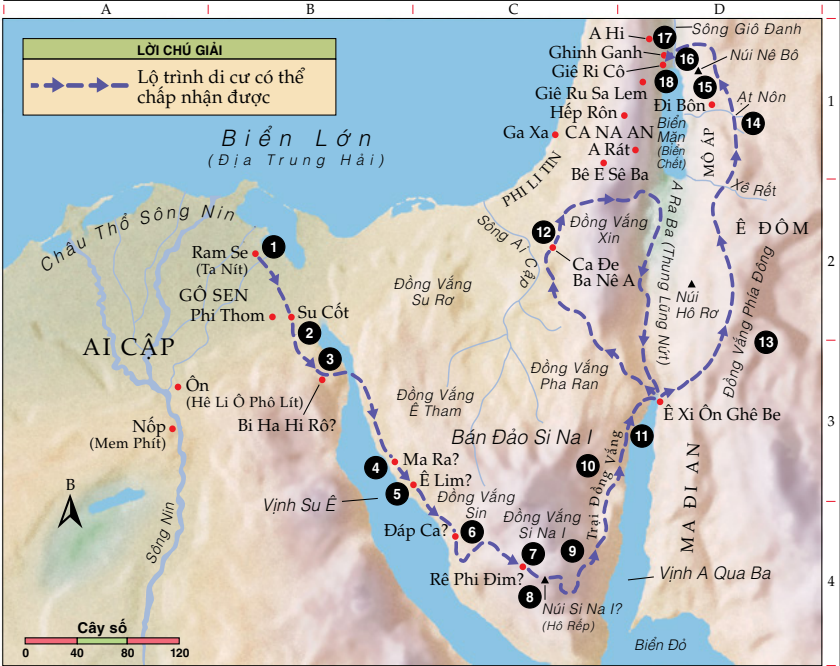 A B C D
LỜI CHÚ GIẢI
Lộ trình di cư có thể
chấp nhận được
Biển Lớn
(Địa Trung Hải)
Sông Giô Đanh
A Hi
17
Ghinh Ganh
16
Núi Nê Bô
Giê Ri Cô
18
15
Giê Ru Sa Lem
Đi Bôn
Ạt Nôn
14
1
Hếp Rôn
Ga Xa
CA NA AN
Biển
Mặn
(Biển
Chết)
A Rát
MÔ ÁP
Bê E Sê Ba
PHI LI TIN
Xê Rết
Châu Thổ Sông Nin
1
Ram Se
(Ta Nít)
Sông Ai Cập
12
Đồng Vắng
Xin
A Ra Ba (Thung Lũng Nứt)
Ê ĐÔM
2
Ca Đe
Ba Nê A
Đồng Vắng
Su Rơ
Núi
Hô Rơ
Đồng Vắng Phía Đông
GÔ SEN
Phi Thom
Su Cốt
2
13
AI CẬP
3
Đồng Vắng
Pha Ran
Ôn
(Hê Li Ô Phô Lít)
Đồng Vắng
Ê Tham
Ê Xi Ôn Ghê Be
Bi Ha Hi Rô?
3
Nốp
(Mem Phít)
Bán Đảo Si Na I
11
10
Trại Đồng Vắng
MA ĐI AN
Ma Ra?
4
Ê Lim?
5
Vịnh Su Ê
Đồng Vắng
Sin
B
Sông Nin
Đáp Ca?
6
Đồng Vắng
Si Na I
7
9
Rê Phi Đim?
8
Núi Si Na I?
(Hô Rếp)
Vịnh A Qua Ba
4
Biển Đỏ
Cây số
0 40 80 120